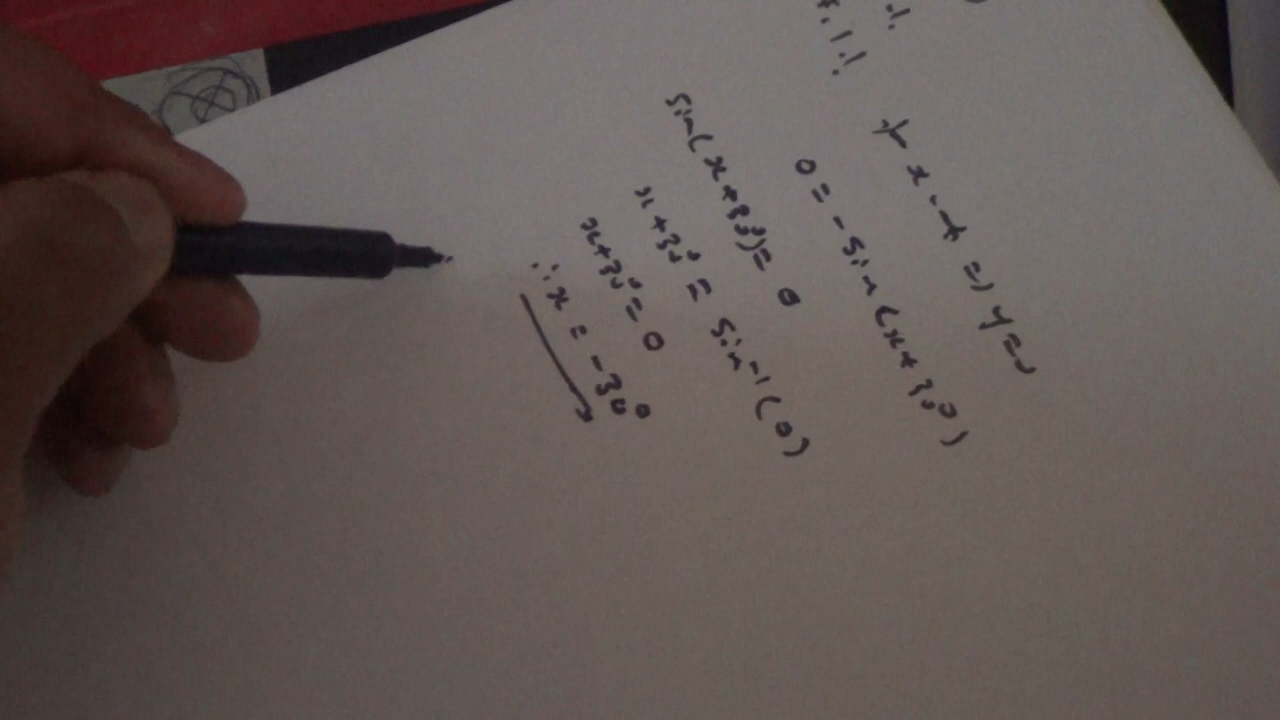 x-int => y=0
0 = -sin(x+30°)
sin(x+30°)= 0
x+30° = sin-1(0)
x+30°= 0
∴ x = -30°